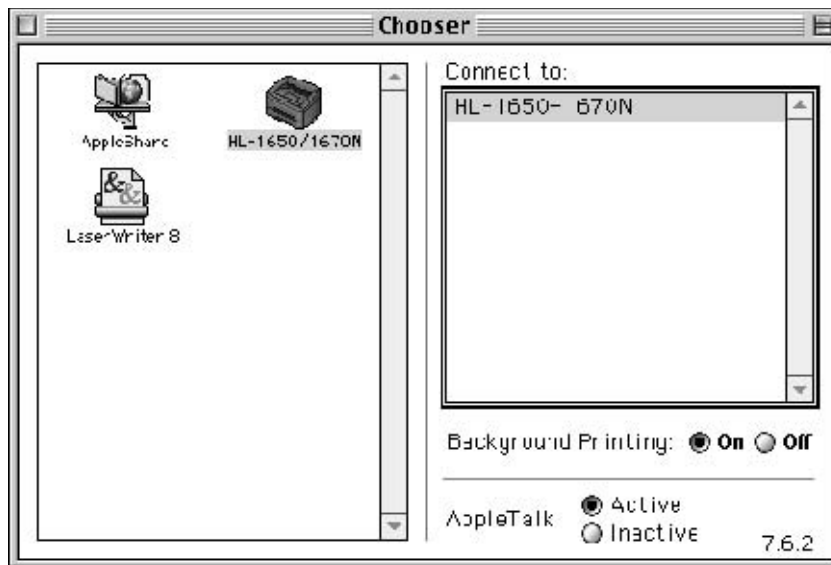 Chooser
AppleShare
HL-1650/1670N
LaserWriter 8
Connect to:
HL-1650- 670N
Background Printing: On Off
AppleTalk
Active
Inactive
7.6.2